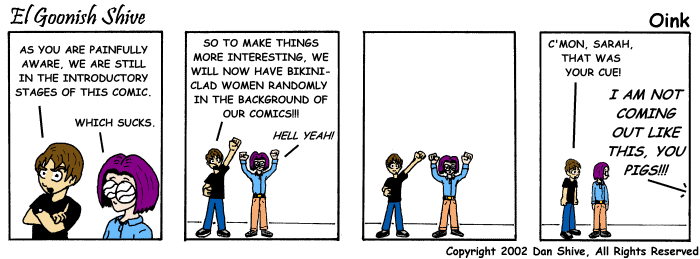 El Goonish Shive
Oink
AS YOU ARE PAINFULLY
AWARE, WE ARE STILL
IN THE INTRODUCTORY
STAGES OF THIS COMIC.
WHICH SUCKS.
SO TO MAKE THINGS
MORE INTERESTING, WE
WILL NOW HAVE BIKINI-
CLAD WOMEN RANDOMLY
IN THE BACKGROUND OF
OUR COMICS!!!
HELL YEAH!
C'MON, SARAH,
THAT WAS
YOUR CUE!
I AM NOT
COMING
OUT LIKE
THIS, YOU
PIGS!!!
Copyright 2002 Dan Shive, All Rights Reserved